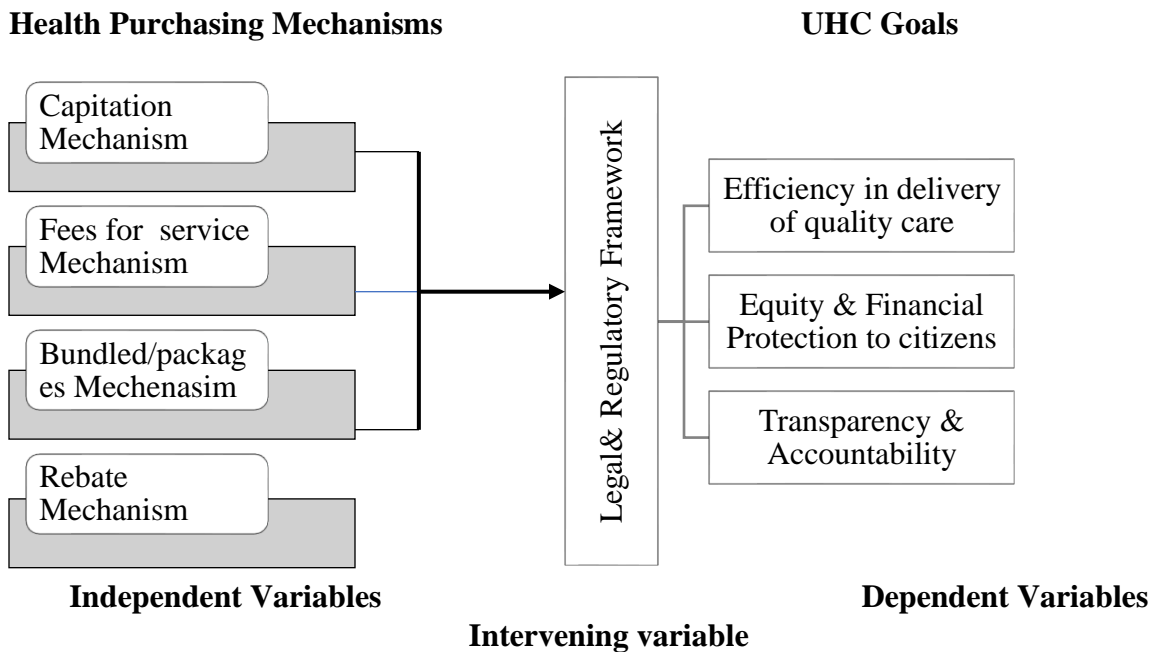 Health Purchasing Mechanisms
UHC Goals
Capitation
Mechanism
Fees for  service
Mechanism
Bundled/packag
es Mechenasim
Rebate
Mechanism
Legal& Regulatory Framework
Efficiency in delivery
of quality care
Equity & Financial
Protection to citizens
Transparency &
Accountability
Independent Variables
Dependent Variables
Intervening variable